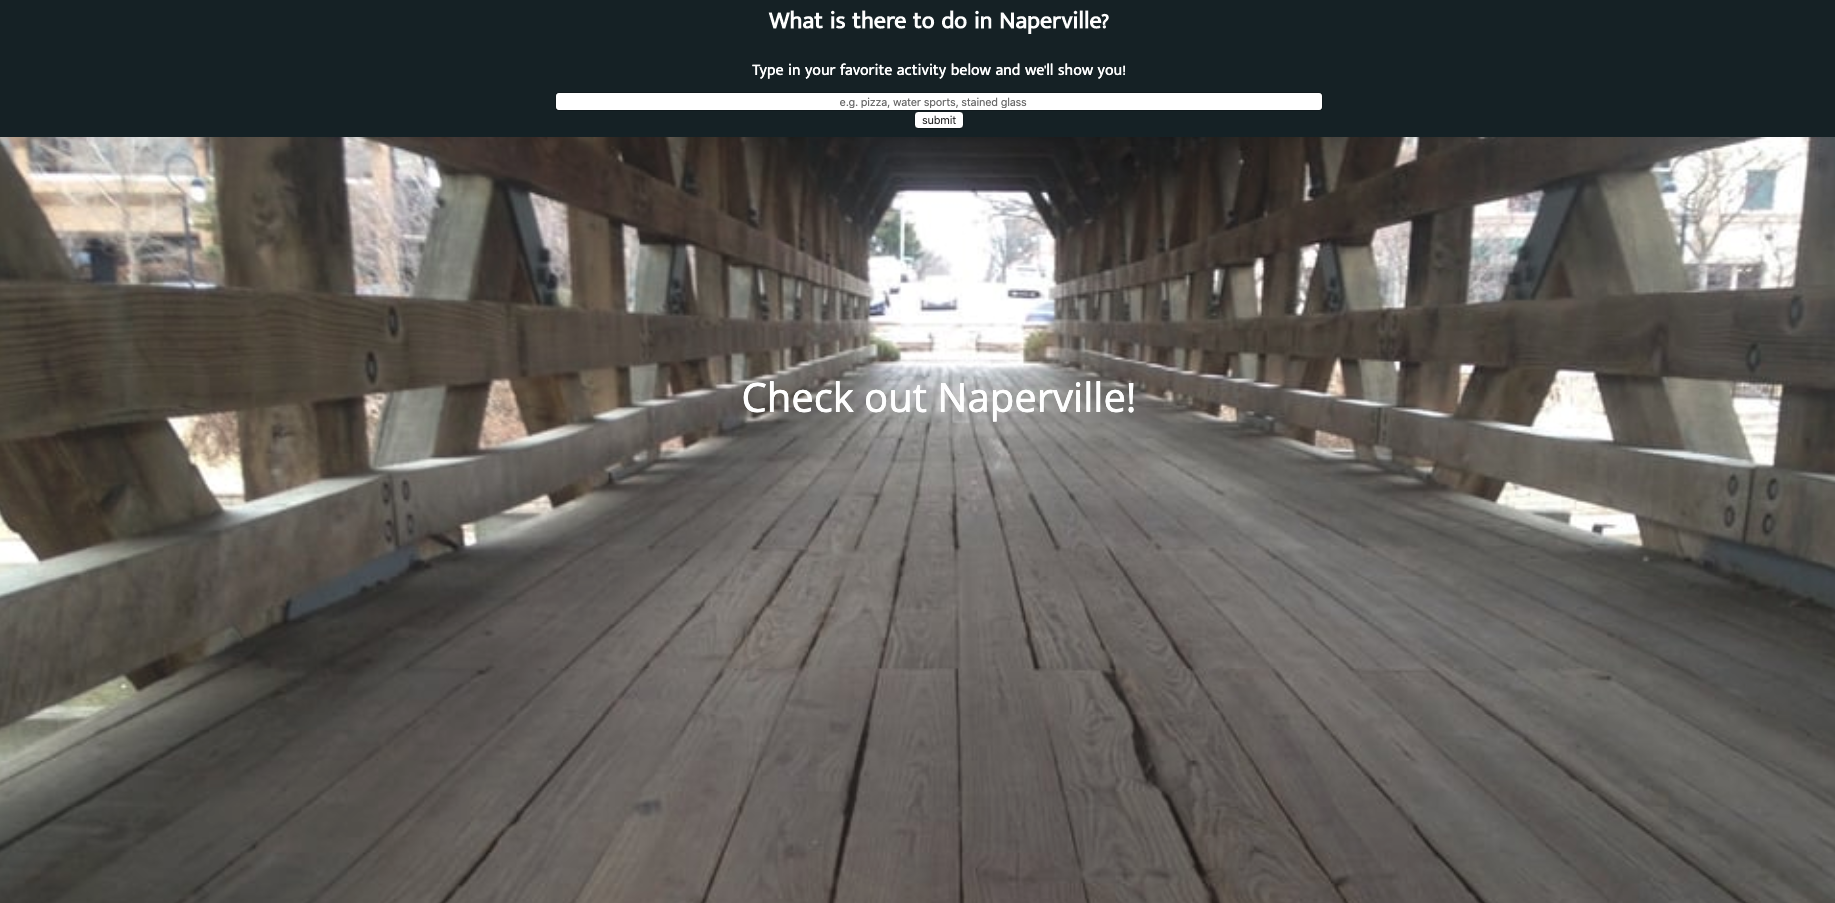 What is there to do in Naperville?
Type in your favorite activity below and we'll show you!
e.g. pizza, water sports, stained glass
submit
Check out Naperville!